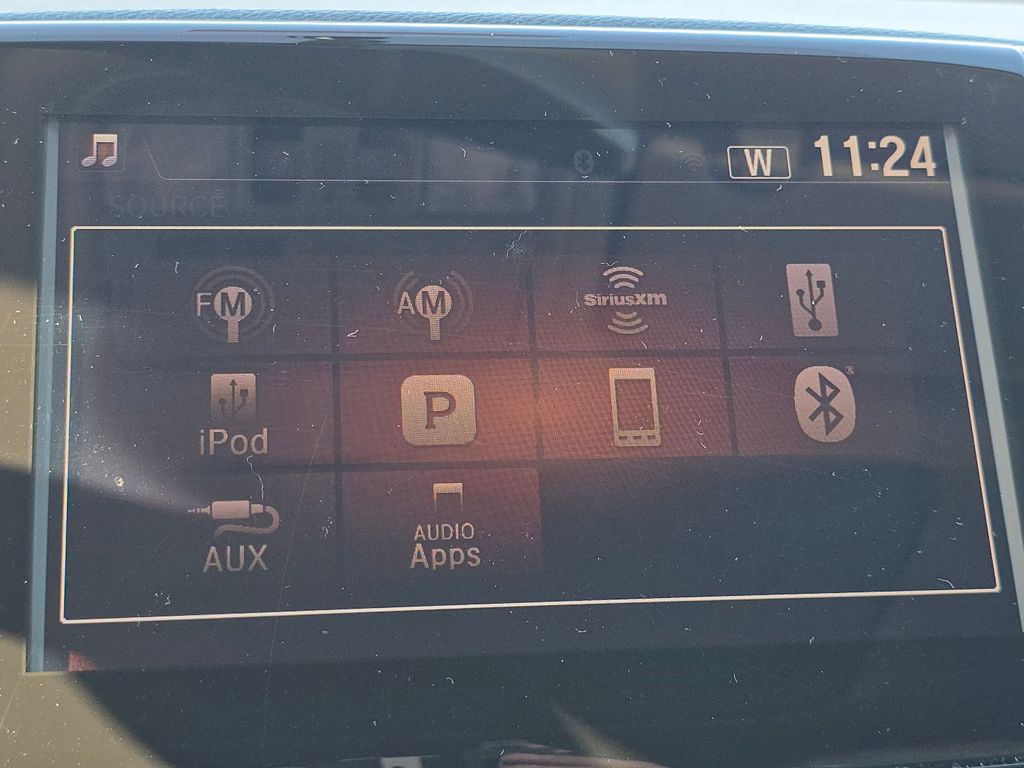 W 11:24
SOURCE
FM AM SiriusXM
iPod P
AUX AUDIO
Apps